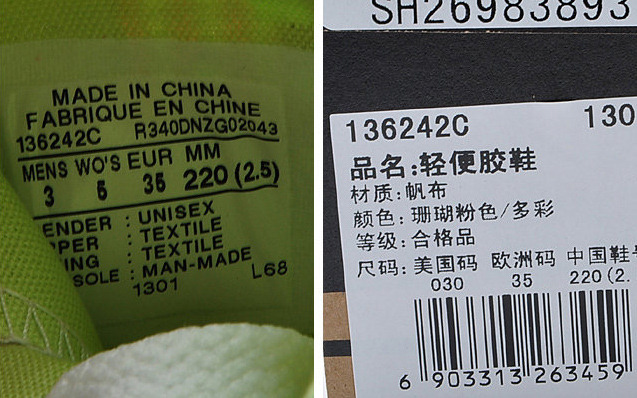 MADE IN CHINA
FABRIQUE EN CHINE
136242C R340DNZG02043
MENS WO'S EUR MM
3 5 35 220 (2.5)
ENDER : UNISEX
PPER : TEXTILE
ING : TEXTILE
SOLE : MAN-MADE
1301 L68
SH26983893
136242C 130
品名:轻便胶鞋
材质:帆布
颜色:珊瑚粉色/多彩
等级:合格品
尺码:美国码 欧洲码 中国鞋号
030 35 220(2.
6 903313 263459